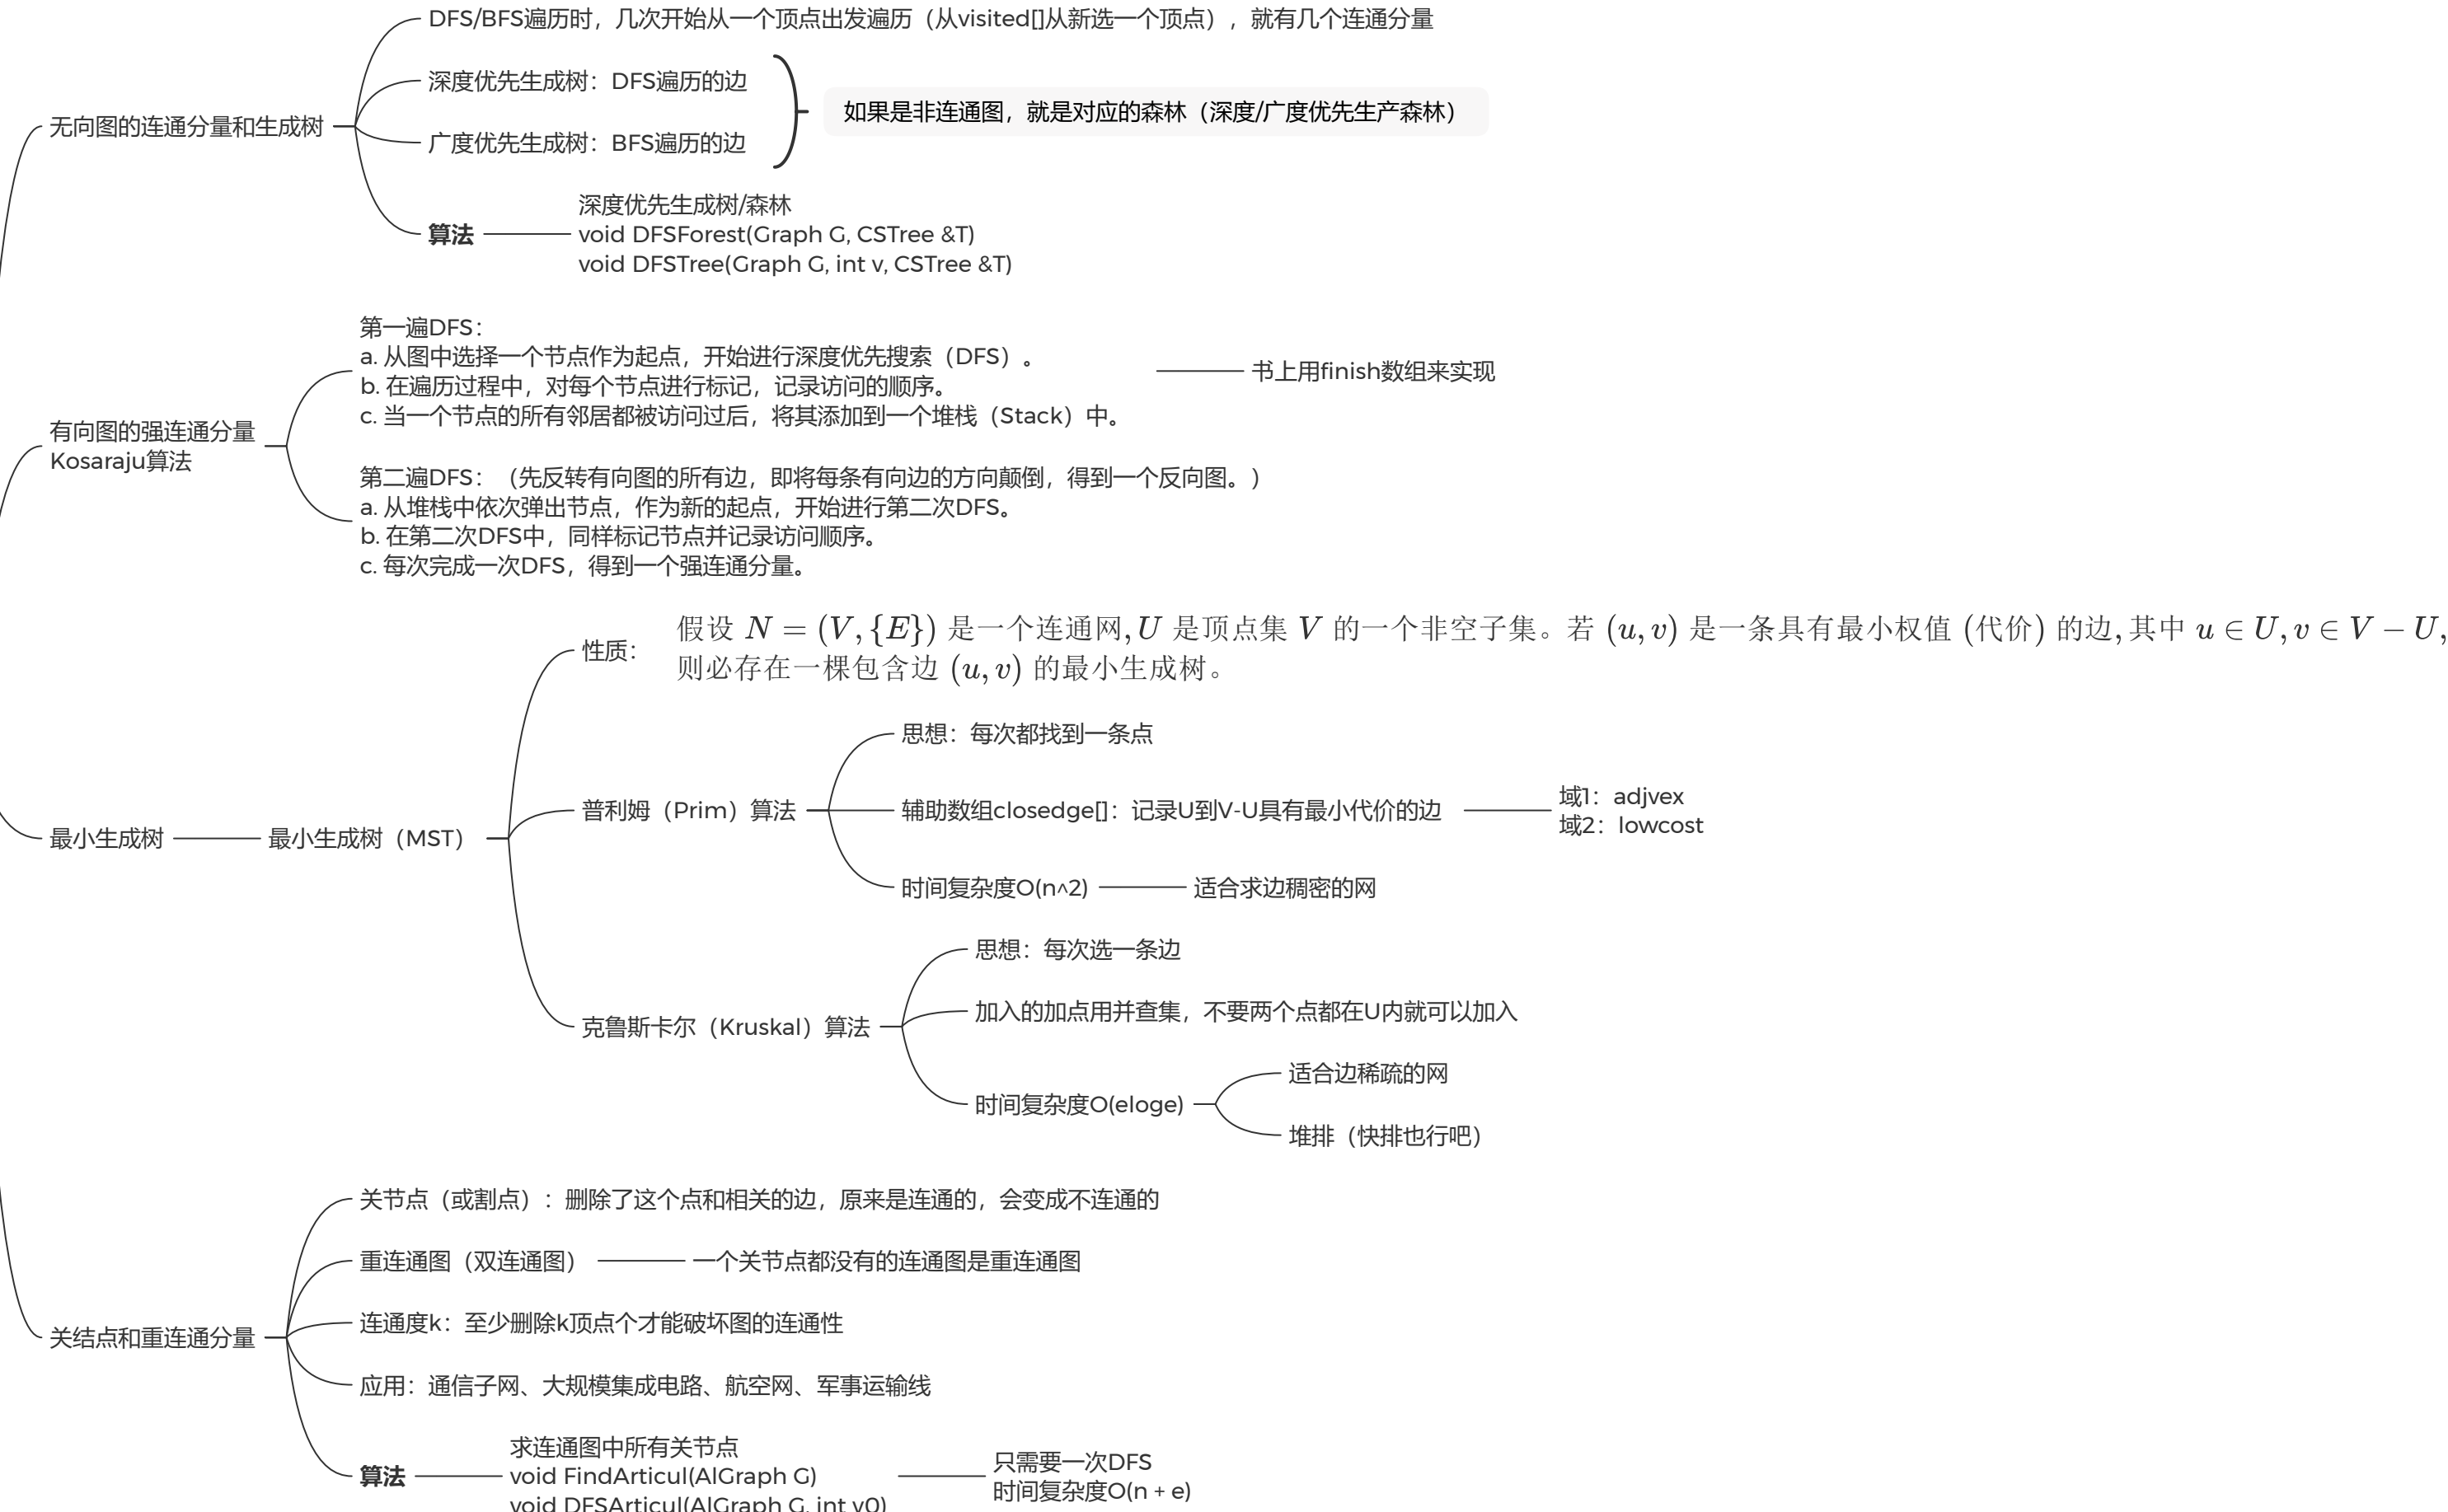 DFS/BFS遍历时，几次开始从一个顶点出发遍历（从visited[]从新选一个顶点），就有几个连通分量
深度优先生成树：DFS遍历的边
如果是非连通图，就是对应的森林（深度/广度优先生产森林）
无向图的连通分量和生成树
广度优先生成树：BFS遍历的边
算法
深度优先生成树/森林
void DFSForest(Graph G, CSTree &T)
void DFSTree(Graph G, int v, CSTree &T)
有向图的强连通分量
Kosaraju算法
第一遍DFS：
a. 从图中选择一个节点作为起点，开始进行深度优先搜索（DFS）。
b. 在遍历过程中，对每个节点进行标记，记录访问的顺序。
c. 当一个节点的所有邻居都被访问过后，将其添加到一个堆栈（Stack）中。
书上用finish数组来实现
第二遍DFS：（先反转有向图的所有边，即将每条有向边的方向颠倒，得到一个反向图。）
a. 从堆栈中依次弹出节点，作为新的起点，开始进行第二次DFS。
b. 在第二次DFS中，同样标记节点并记录访问顺序。
c. 每次完成一次DFS，得到一个强连通分量。
最小生成树
最小生成树（MST）
性质：
假设 N = (V, {E}) 是一个连通网, U 是顶点集 V 的一个非空子集。若 (u, v) 是一条具有最小权值 (代价) 的边, 其中 u ∈ U, v ∈ V − U,
则必存在一棵包含边 (u, v) 的最小生成树。
普利姆（Prim）算法
思想：每次都找到一条点
辅助数组closedge[]：记录U到V-U具有最小代价的边
域1：adjvex
域2：lowcost
时间复杂度O(n^2)
适合求边稠密的网
克鲁斯卡尔（Kruskal）算法
思想：每次选一条边
加入的加点用并查集，不要两个点都在U内就可以加入
时间复杂度O(eloge)
适合边稀疏的网
堆排（快排也行吧）
关结点和重连通分量
关节点（或割点）：删除了这个点和相关的边，原来是连通的，会变成不连通的
重连通图（双连通图）
一个关节点都没有的连通图是重连通图
连通度k：至少删除k顶点个才能破坏图的连通性
应用：通信子网、大规模集成电路、航空网、军事运输线
算法
求连通图中所有关节点
void FindArticul(AlGraph G)
void DFSArticul(AlGraph G, int v0)
只需要一次DFS
时间复杂度O(n + e)